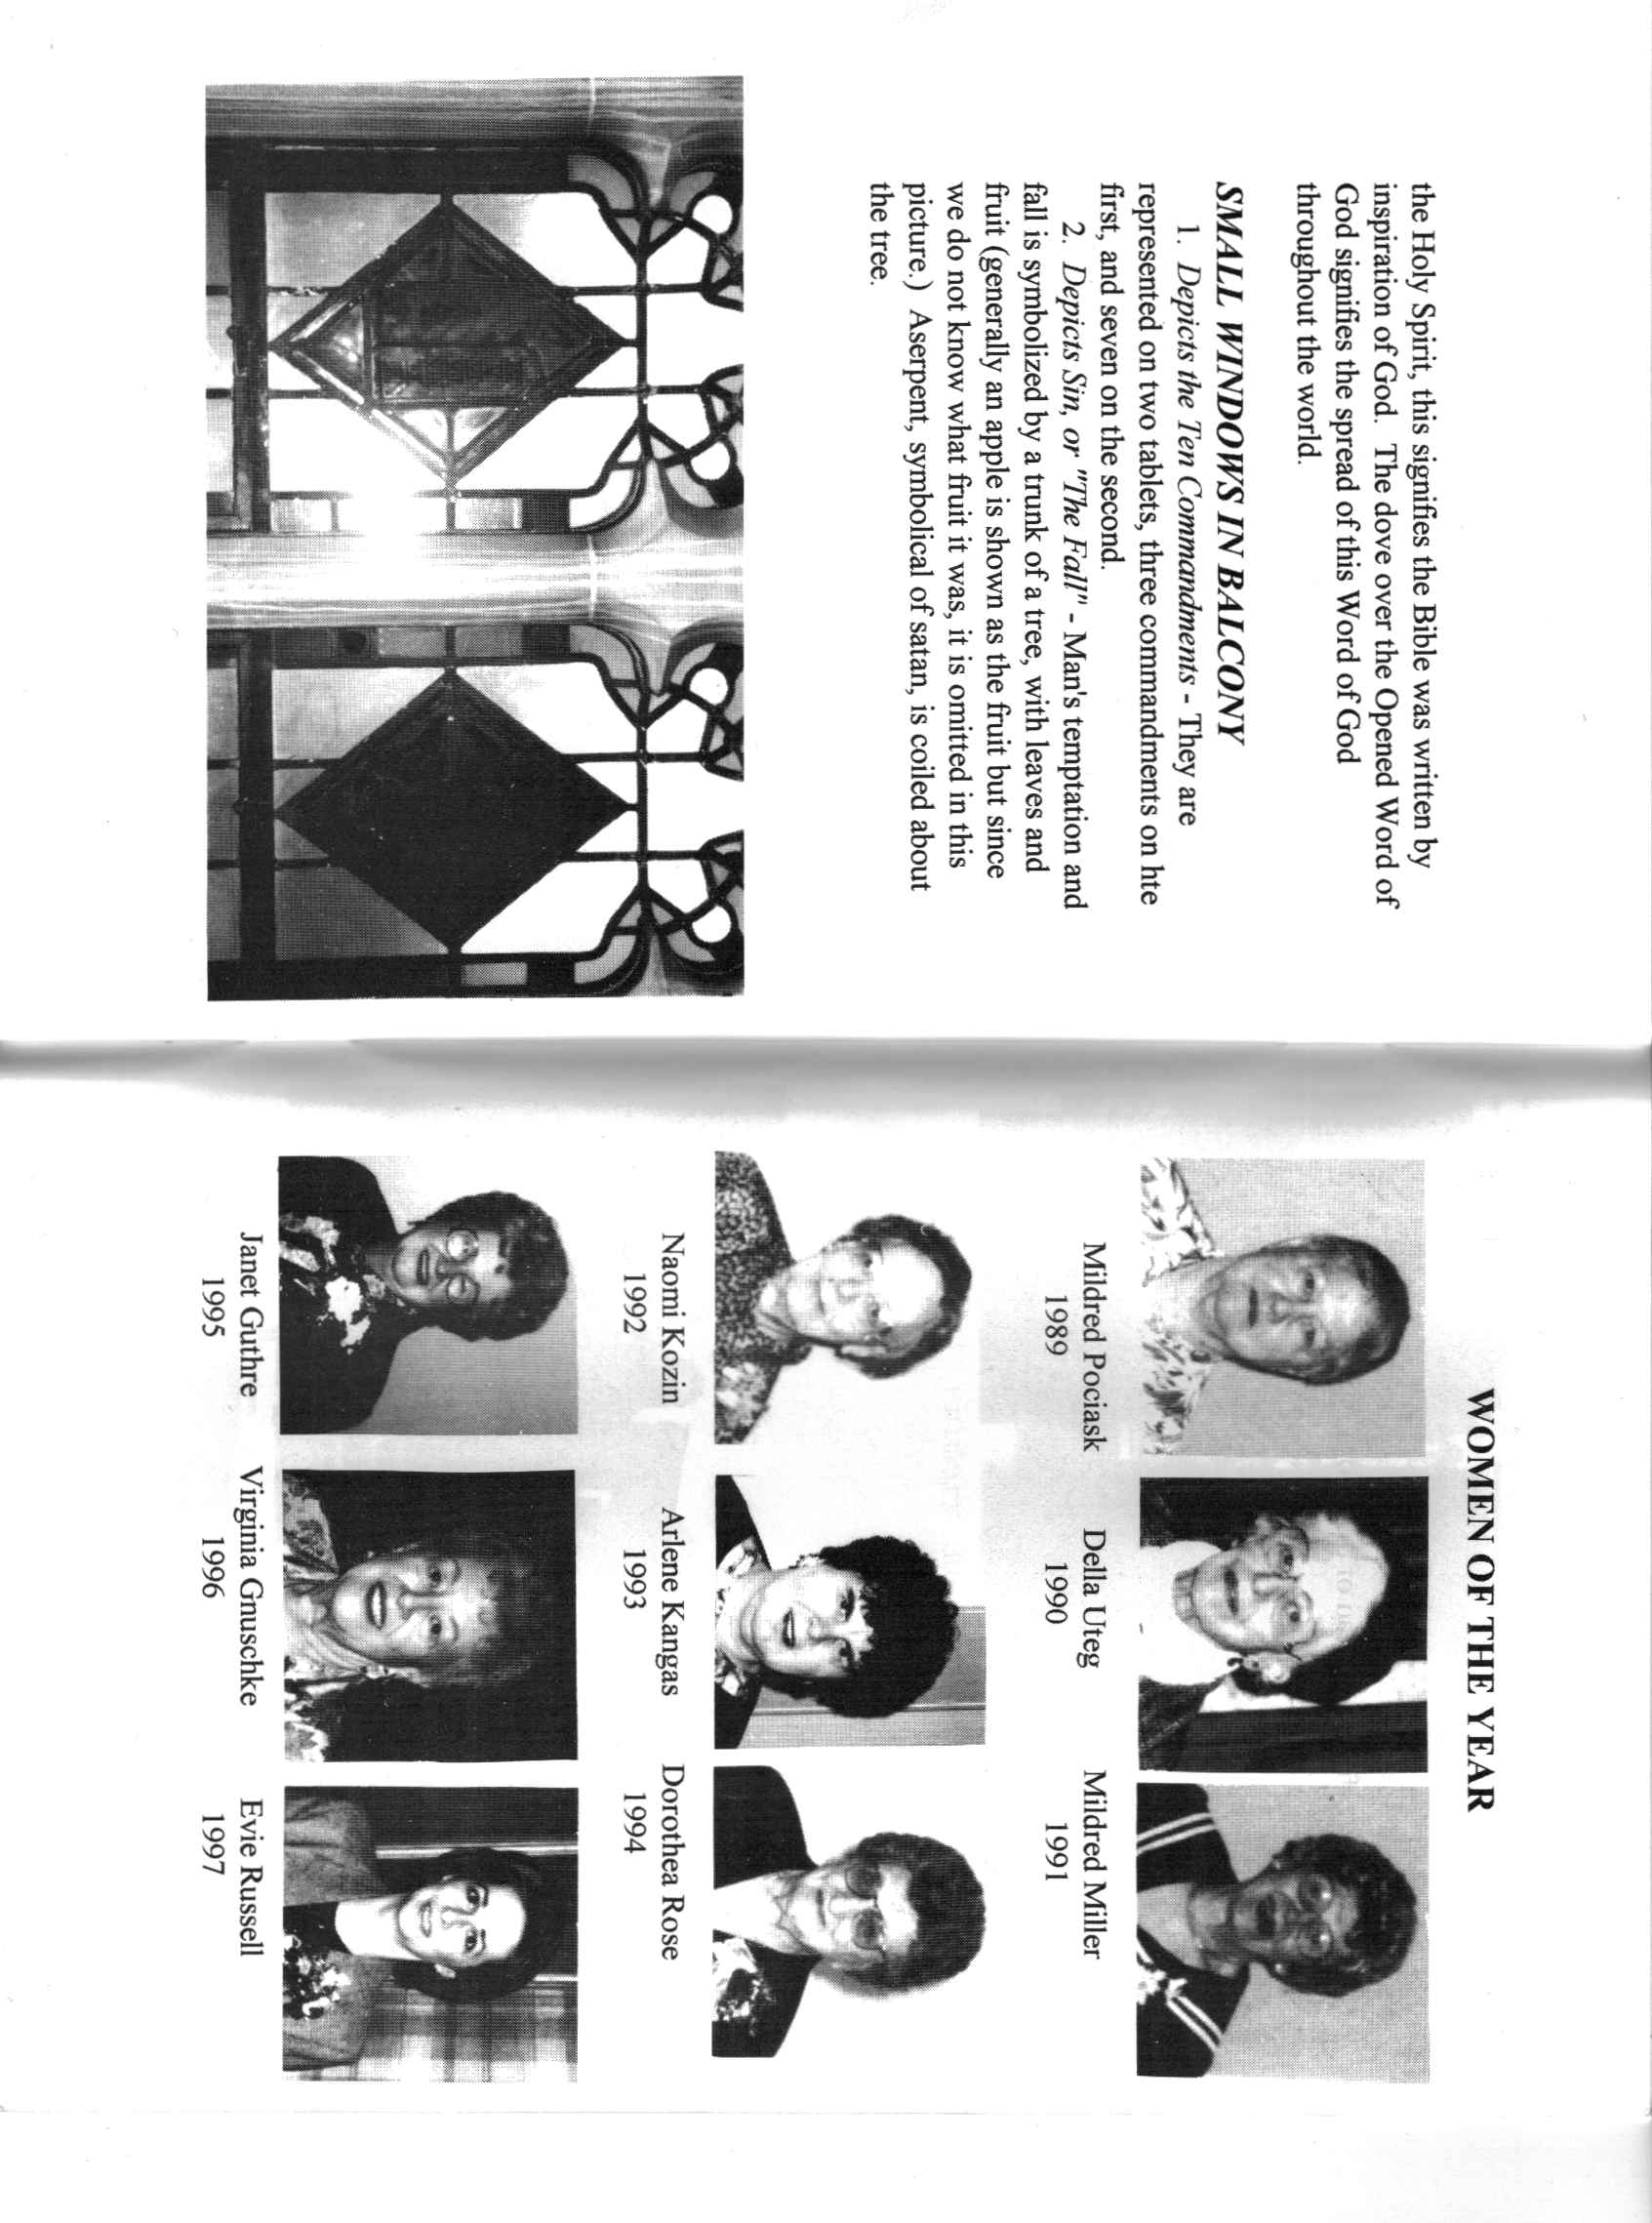 the Holy Spirit, this signifies the Bible was written by
inspiration of God. The dove over the Opened Word of
God signifies the spread of this Word of God
throughout the world.
SMALL WINDOWS IN BALCONY
1. Depicts the Ten Commandments - They are
represented on two tablets, three commandments on hte
first, and seven on the second.
2. Depicts Sin, or "The Fall" - Man's temptation and
fall is symbolized by a trunk of a tree, with leaves and
fruit (generally an apple is shown as the fruit but since
we do not know what fruit it was, it is omitted in this
picture.) Aserpent, symbolical of satan, is coiled about
the tree.
WOMEN OF THE YEAR
Mildred Pociask Della Uteg Mildred Miller
1989 1990 1991
Naomi Kozin Arlene Kangas Dorothea Rose
1992 1993 1994
Janet Guthre Virginia Gnuschke Evie Russell
1995 1996 1997